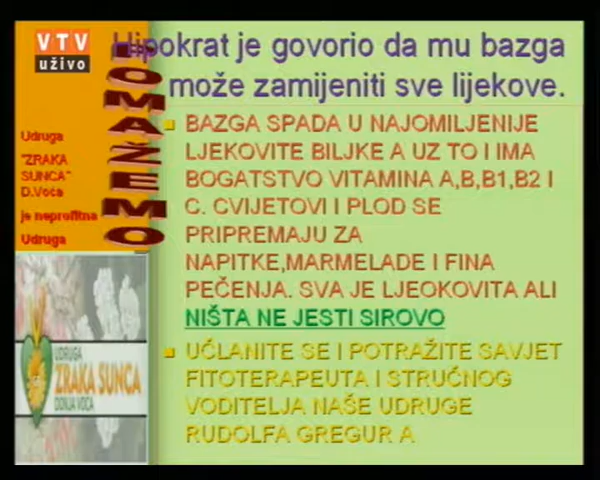 VTV
uživo
Hipokrat je govorio da mu bazga
može zamijeniti sve lijekove.
POMAŽEMO
Udruga
"ZRAKA
SUNCA"
D.Voća
je neprofitna
Udruga
BAZGA SPADA U NAJOMILJENIJE
LJEKOVITE BILJKE A UZ TO I IMA
BOGATSTVO VITAMINA A,B,B1,B2 I
C. CVIJETOVI I PLOD SE
PRIPREMAJU ZA
NAPITKE,MARMELADE I FINA
PEČENJA. SVA JE LJEOKOVITA ALI
NIŠTA NE JESTI SIROVO
UČLANITE SE I POTRAŽITE SAVJET
FITOTERAPEUTA I STRUČNOG
VODITELJA NAŠE UDRUGE
RUDOLFA GREGUR A
UDRUGA
ZRAKA SUNCA
DONJA VOĆA